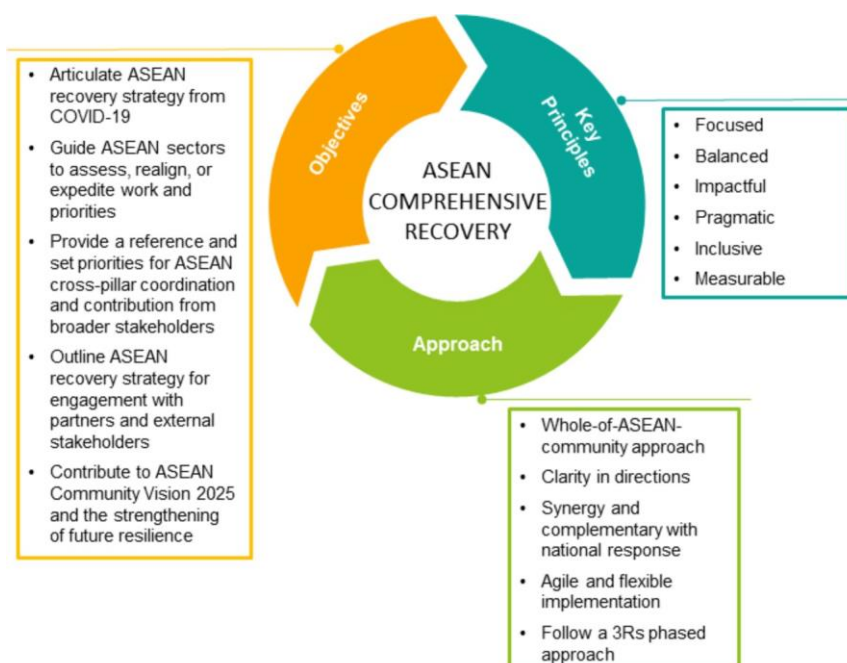 Objectives
Key
Principles
ASEAN
COMPREHENSIVE
RECOVERY
Approach
• Articulate ASEAN
recovery strategy from
COVID-19
• Guide ASEAN sectors
to assess, realign, or
expedite work and
priorities
• Provide a reference and
set priorities for ASEAN
cross-pillar coordination
and contribution from
broader stakeholders
• Outline ASEAN
recovery strategy for
engagement with
partners and external
stakeholders
• Contribute to ASEAN
Community Vision 2025
and the strengthening
of future resilience
• Focused
• Balanced
• Impactful
• Pragmatic
• Inclusive
• Measurable
• Whole-of-ASEAN-
community approach
• Clarity in directions
• Synergy and
complementary with
national response
• Agile and flexible
implementation
• Follow a 3Rs phased
approach